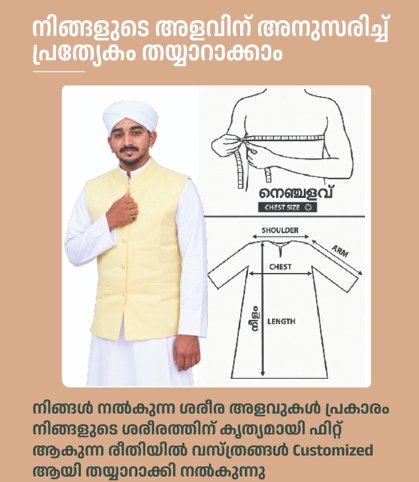 നിങ്ങളുടെ അളവിന് അനുസരിച്ച്
പ്രത്യേകം തയ്യാറാക്കാം
നെഞ്ചളവ്
CHEST SIZE
SHOULDER
ARM
CHEST
നീളം
LENGTH
നിങ്ങൾ നൽകുന്ന ശരീര അളവുകൾ പ്രകാരം
നിങ്ങളുടെ ശരീരത്തിന് കൃത്യമായി ഫിറ്റ്
ആകുന്ന രീതിയിൽ വസ്ത്രങ്ങൾ Customized
ആയി തയ്യാറാക്കി നൽകുന്നു